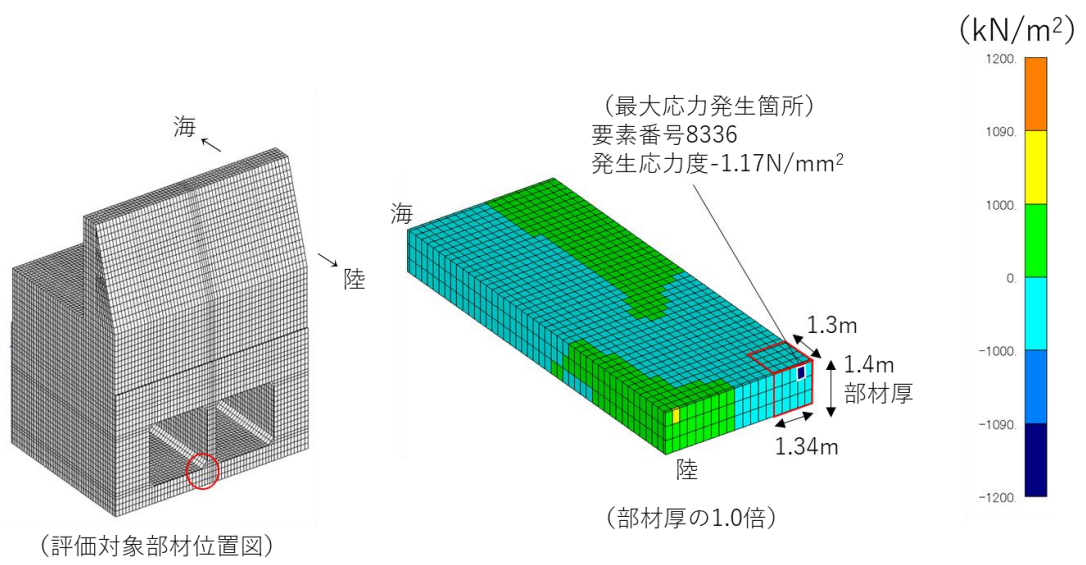 (kN/m²)
1200.
1090.
1000.
0.
-1000.
-1090.
-1200.
海
陸
（評価対象部材位置図）
（最大応力発生箇所）
要素番号8336
発生応力度-1.17N/mm²
海
1.3m
1.4m
部材厚
1.34m
陸
（部材厚の1.0倍）